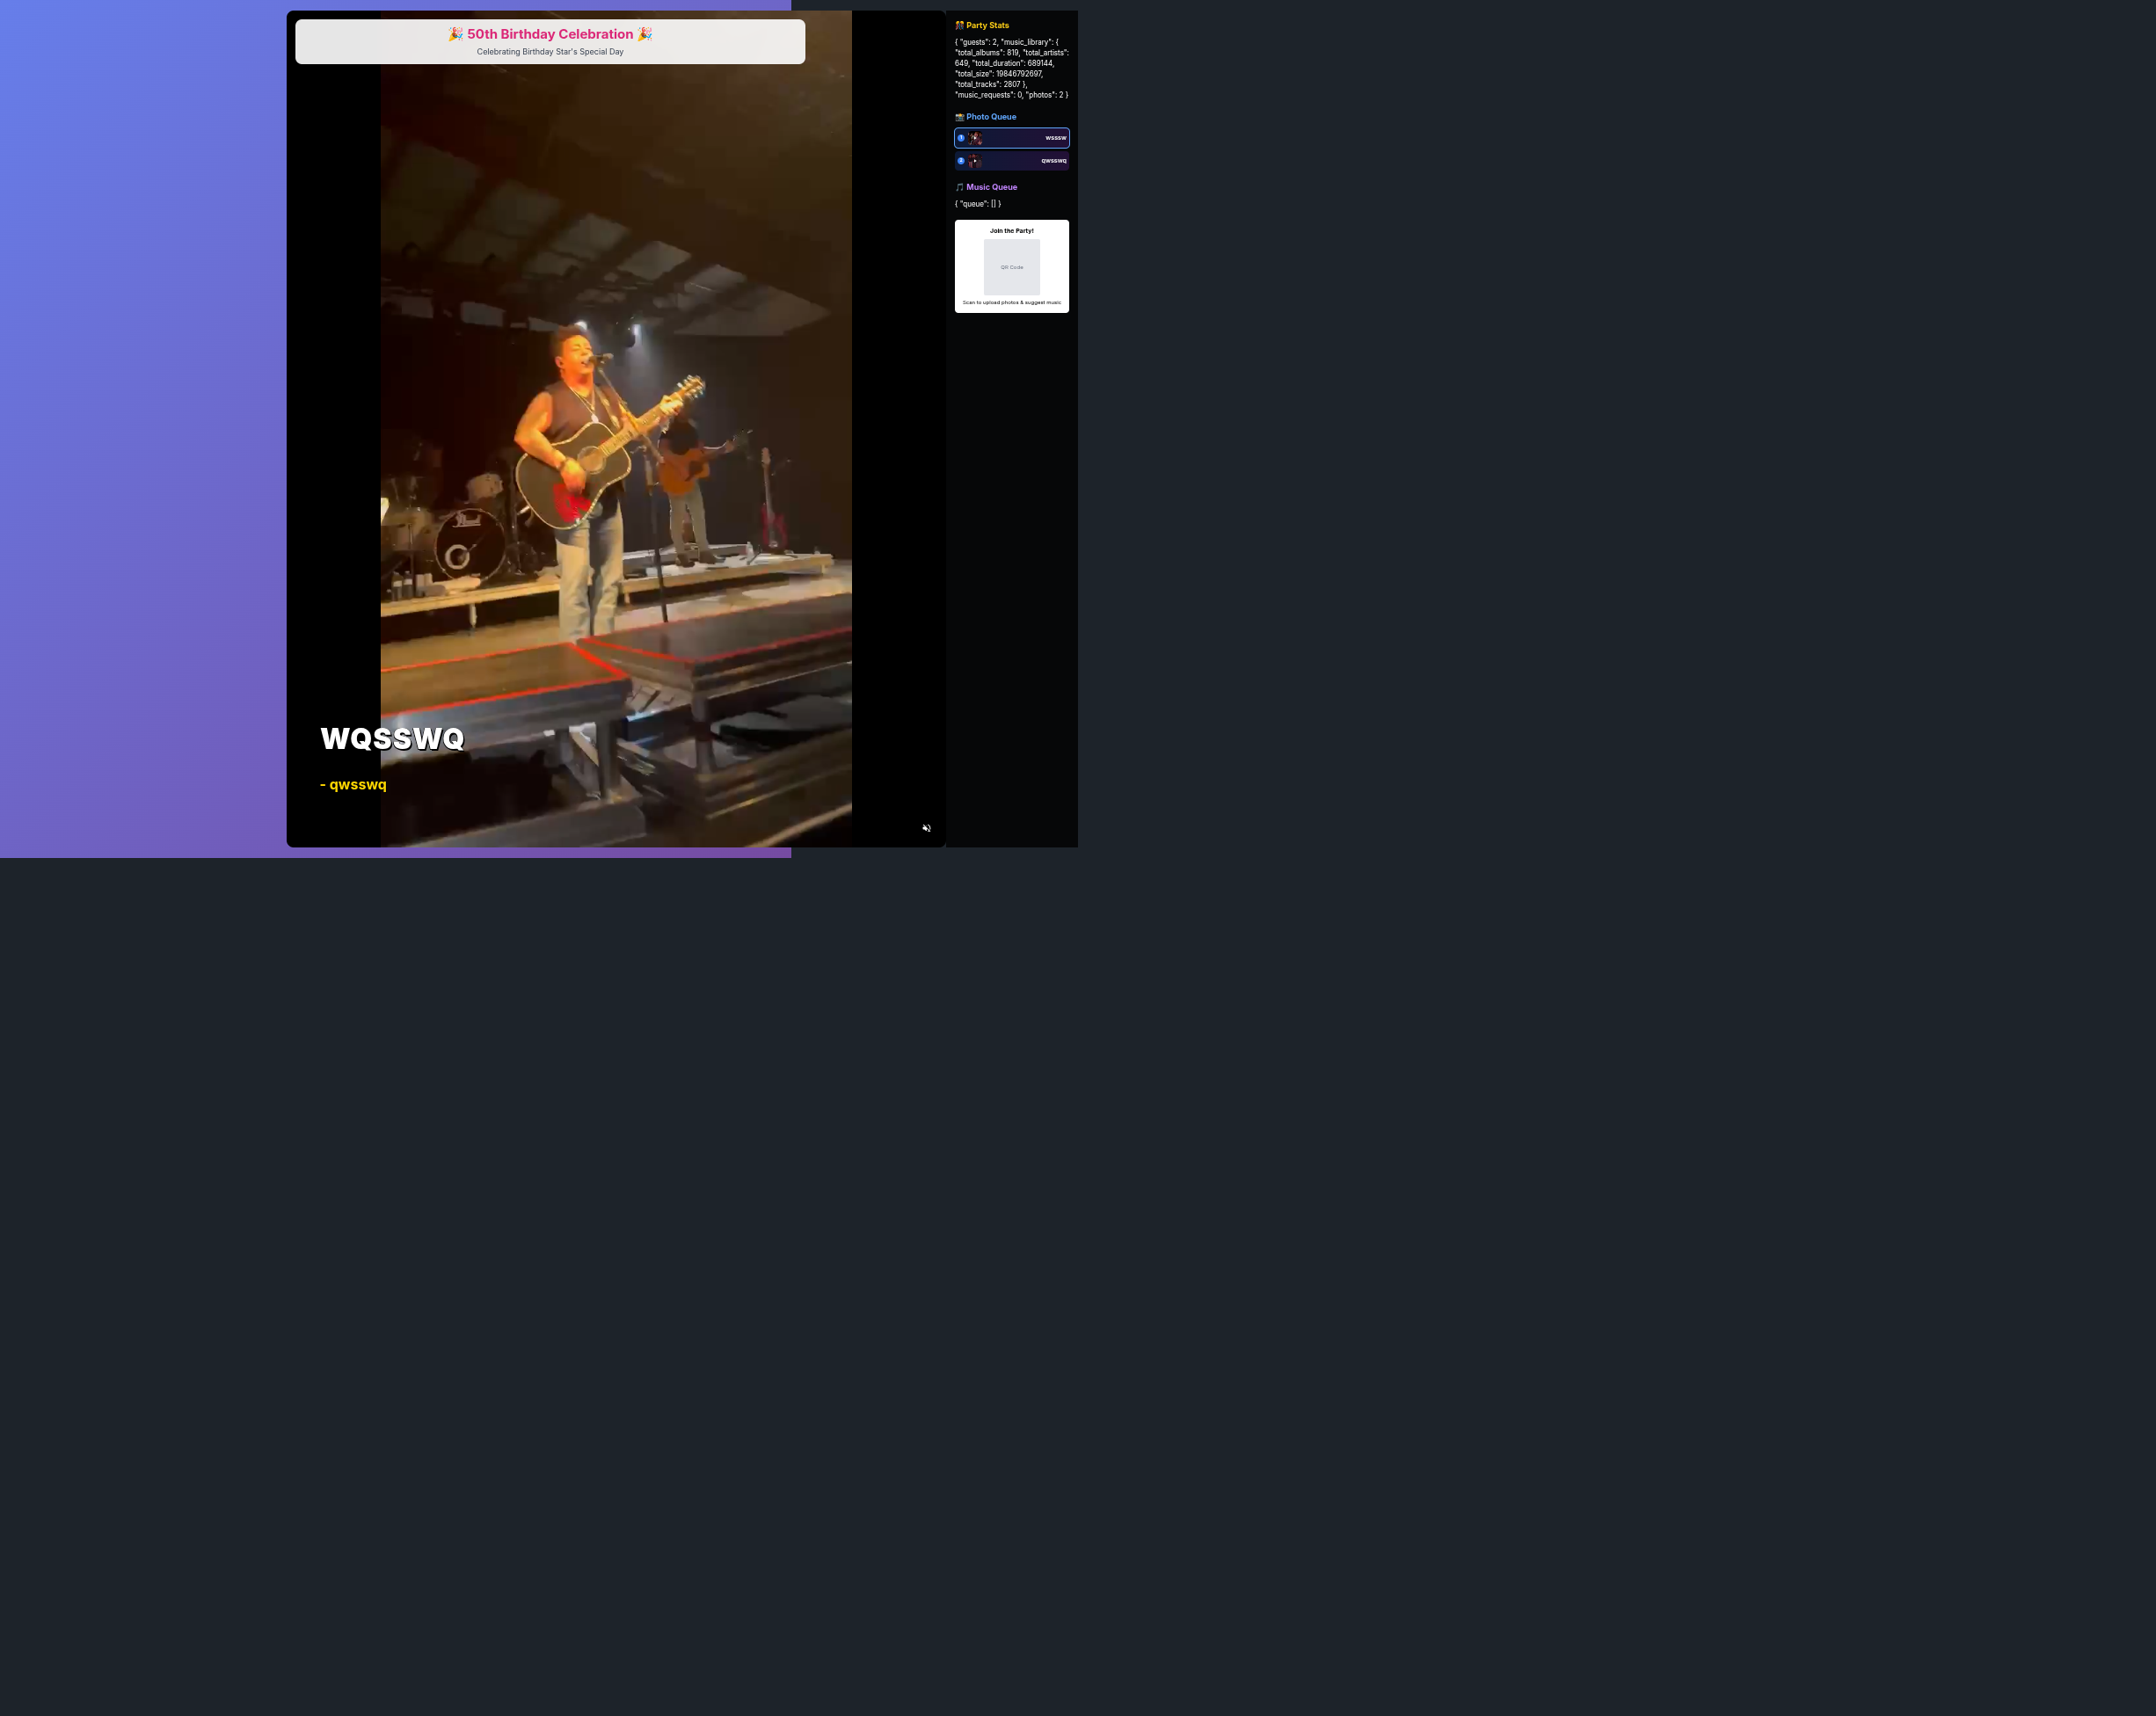 🎉 50th Birthday Celebration 🎉
Celebrating Birthday Star's Special Day
WQSSWQ
- qwsswq
🎊 Party Stats
{ "guests": 2, "music_library": {
"total_albums": 819, "total_artists":
649, "total_duration": 689144,
"total_size": 19846792697,
"total_tracks": 2807 },
"music_requests": 0, "photos": 2 }
📸 Photo Queue
1 wsssw
2 qwsswq
🎵 Music Queue
{ "queue": [] }
Join the Party!
QR Code
Scan to upload photos & suggest music